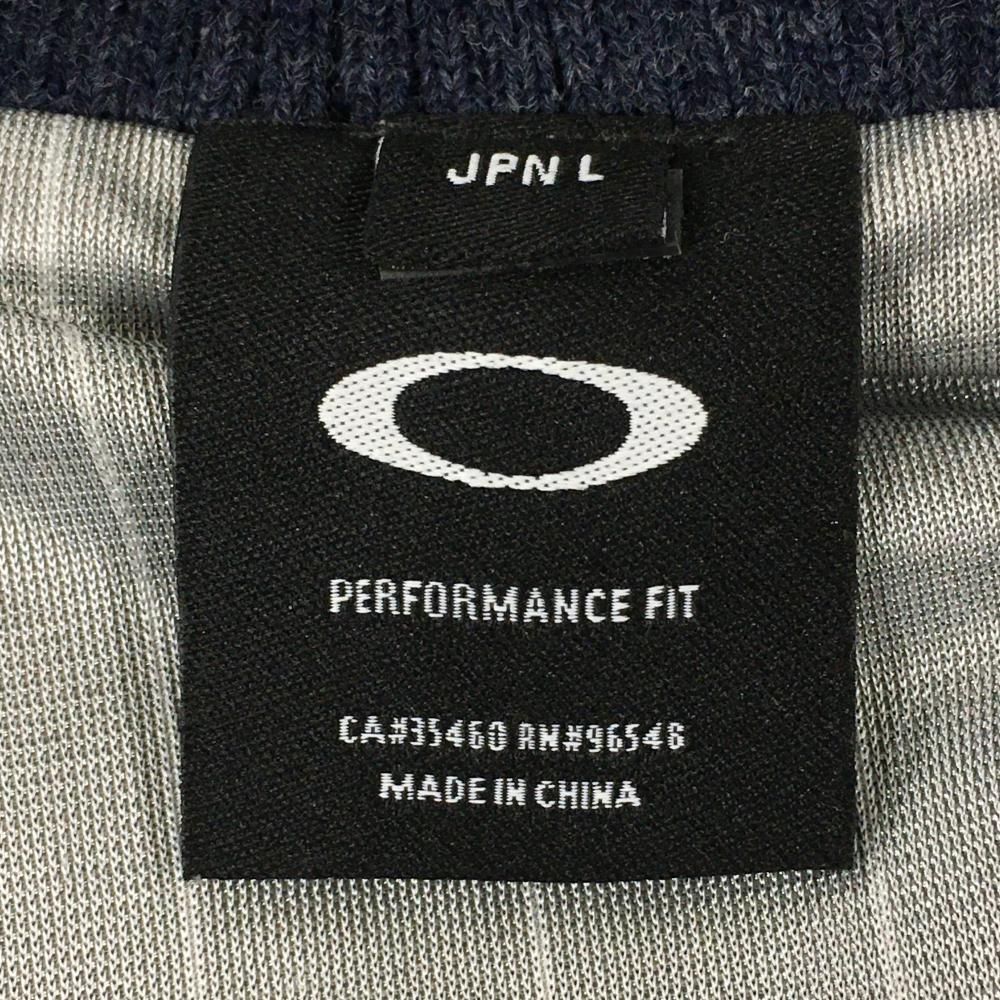 JPN L
PERFORMANCE FIT
CA#35460 RN#96546
MADE IN CHINA